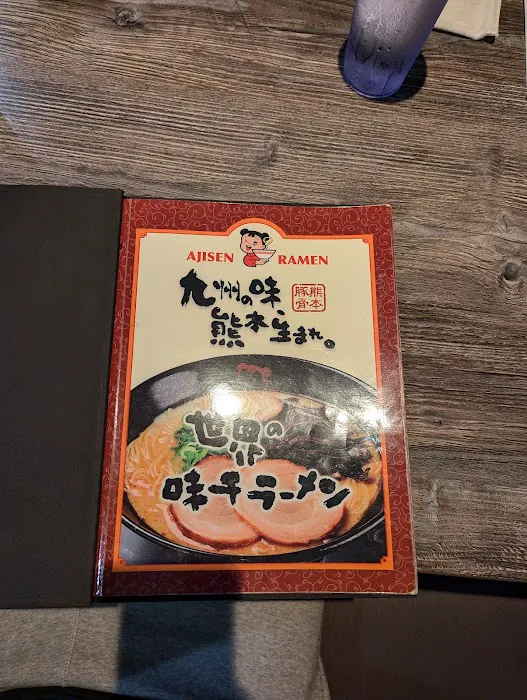 AJISEN RAMEN
九州の味、
熊本生まれ。
熊本
豚骨
世界の
味千ラーメン